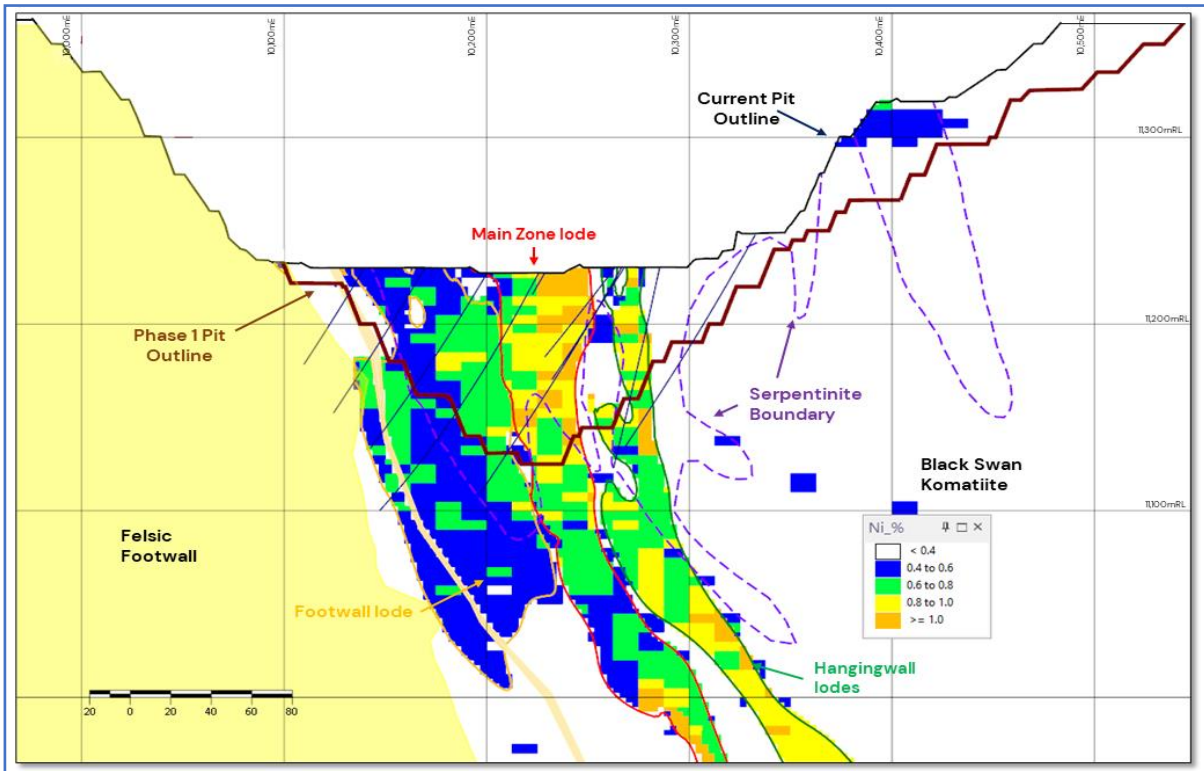 10,000mE
10,100mE
10,200mE
10,300mE
10,400mE
10,500mE
Current Pit
Outline
11,300mRL
Main Zone lode
Phase 1 Pit
Outline
11,200mRL
Serpentinite
Boundary
Black Swan
Komatiite
11,100mRL
Felsic
Footwall
Ni_%
< 0.4
0.4 to 0.6
0.6 to 0.8
0.8 to 1.0
>= 1.0
Footwall lode
Hangingwall
lodes
20 0 20 40 60 80